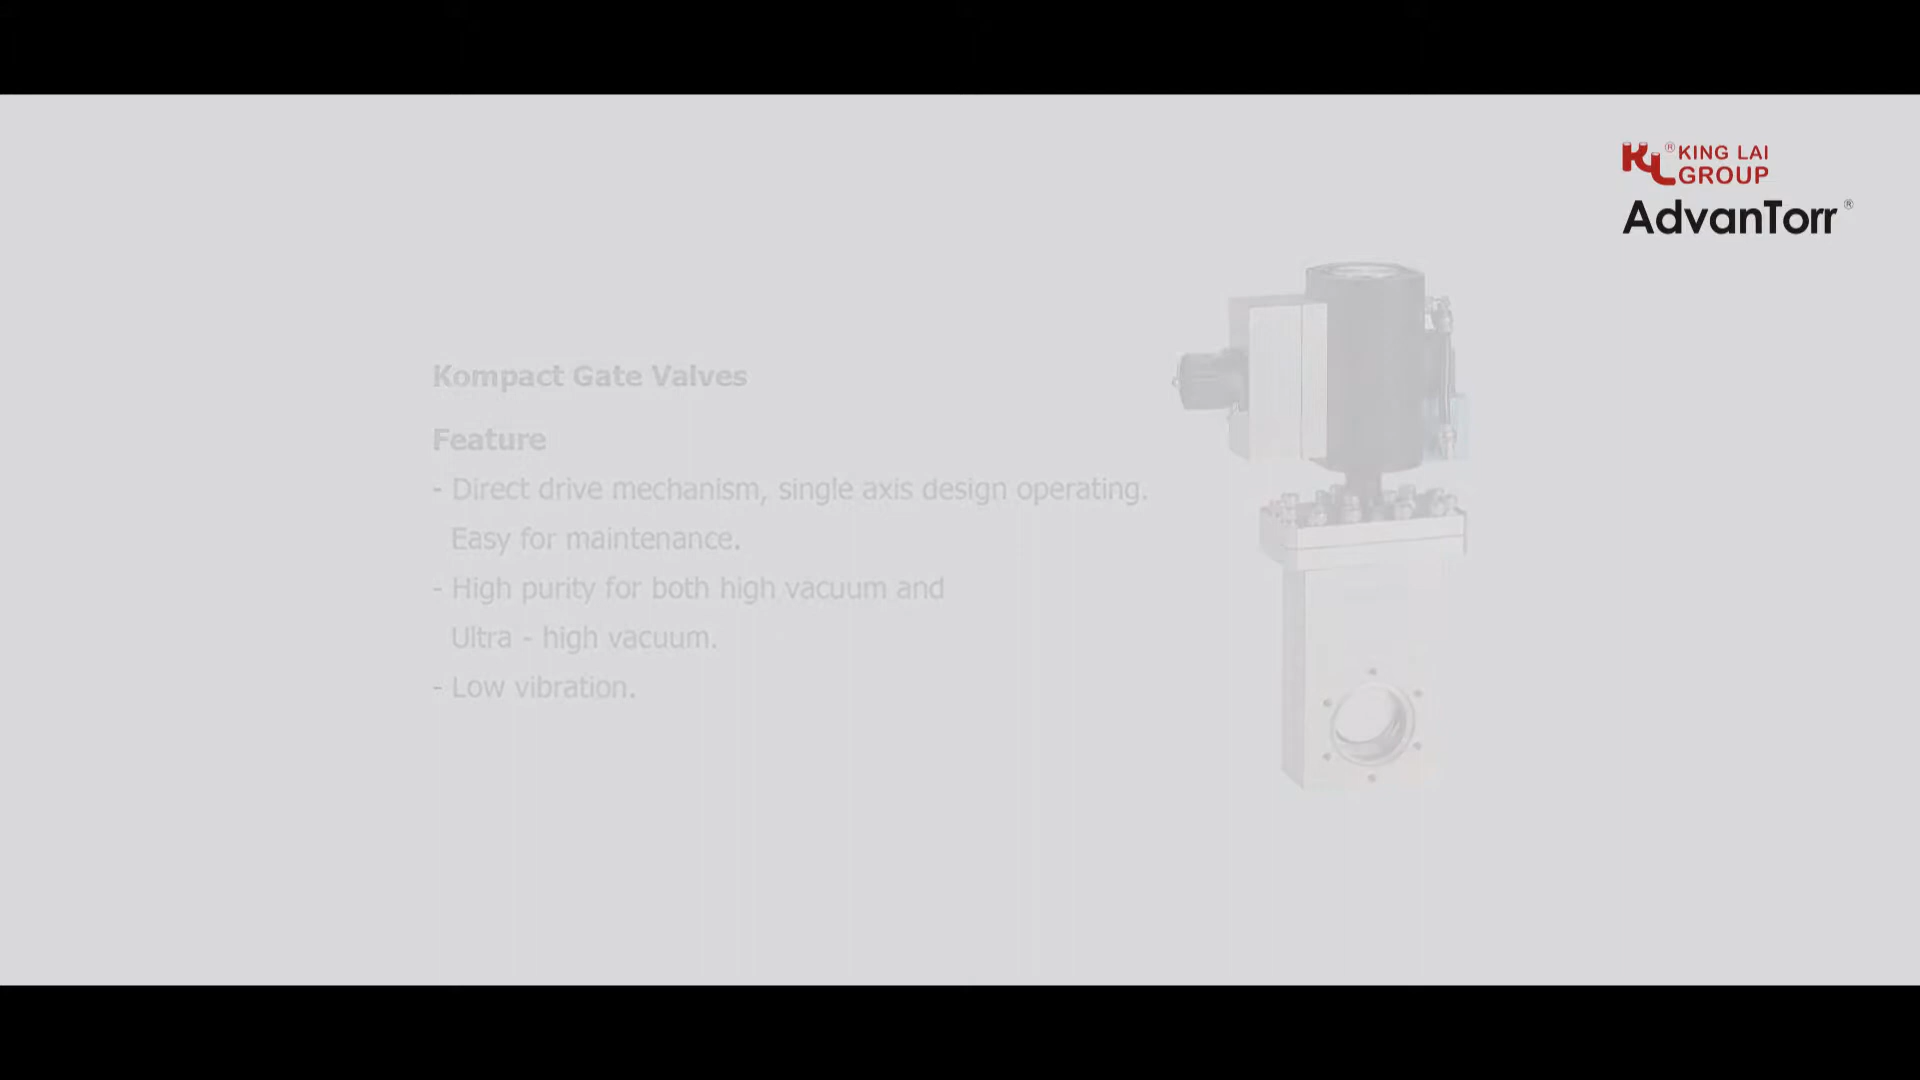 KL® KING LAI
GROUP
AdvanTorr®
Kompact Gate Valves
Feature
- Direct drive mechanism, single axis design operating.
Easy for maintenance.
- High purity for both high vacuum and
Ultra - high vacuum.
- Low vibration.